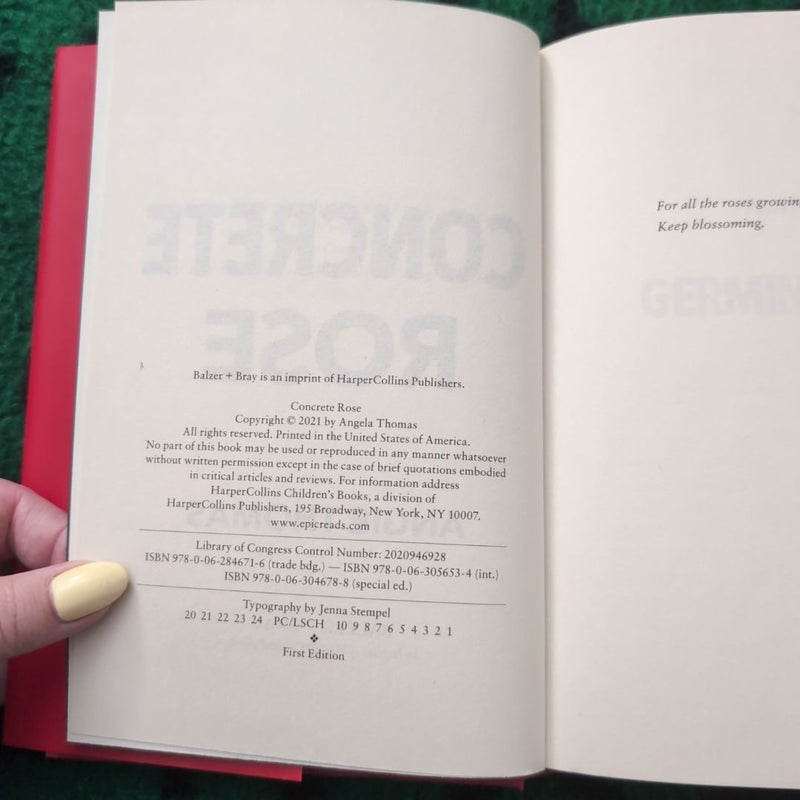 Balzer + Bray is an imprint of HarperCollins Publishers.
Concrete Rose
Copyright © 2021 by Angela Thomas
All rights reserved. Printed in the United States of America.
No part of this book may be used or reproduced in any manner whatsoever
without written permission except in the case of brief quotations embodied
in critical articles and reviews. For information address
HarperCollins Children's Books, a division of
HarperCollins Publishers, 195 Broadway, New York, NY 10007.
www.epicreads.com
Library of Congress Control Number: 2020946928
ISBN 978-0-06-284671-6 (trade bdg.) — ISBN 978-0-06-305653-4 (int.)
ISBN 978-0-06-304678-8 (special ed.)
Typography by Jenna Stempel
20 21 22 23 24 PC/LSCH 10 9 8 7 6 5 4 3 2 1
❖
First Edition
For all the roses growin
Keep blossoming.
GERMIN
CONCRETE
ROSE